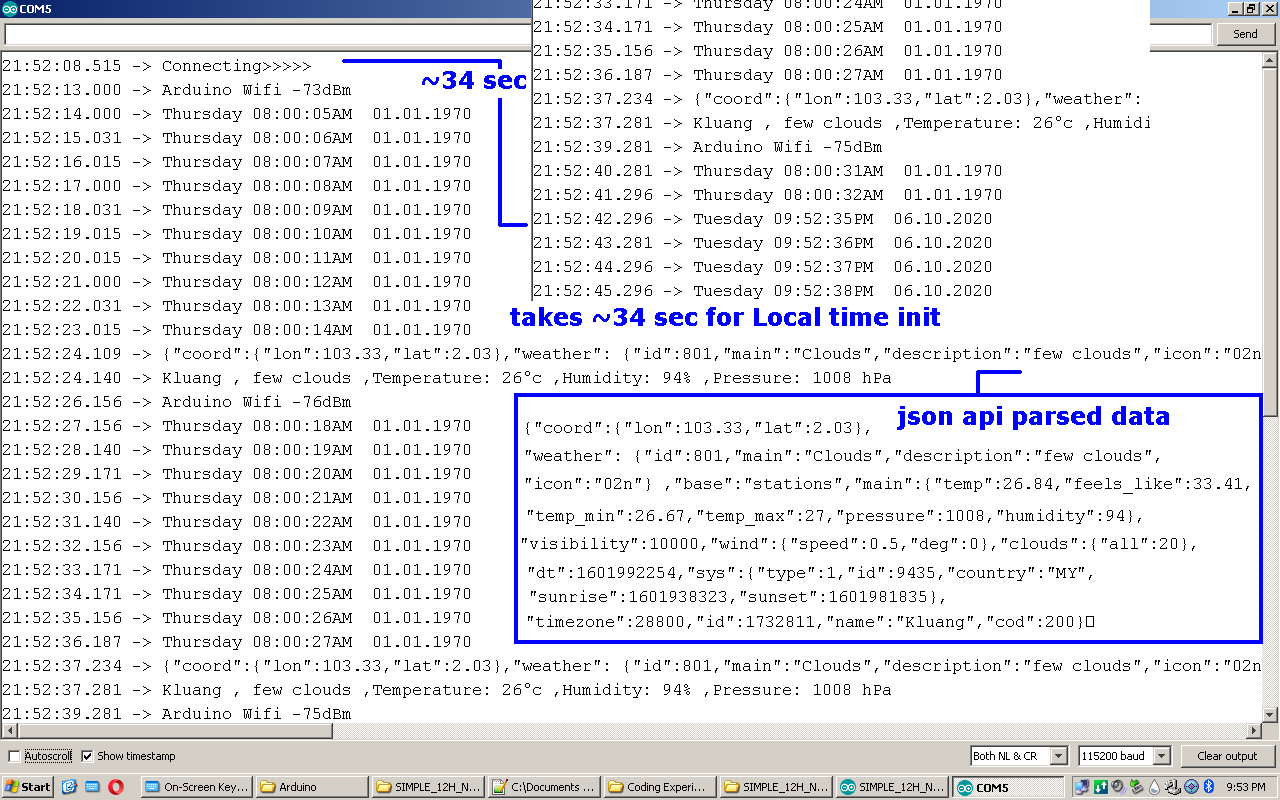 COM5
Send
21:52:08.515 -> Connecting>>>>>
21:52:13.000 -> Arduino Wifi -73dBm
21:52:14.000 -> Thursday 08:00:05AM  01.01.1970
21:52:15.031 -> Thursday 08:00:06AM  01.01.1970
21:52:16.015 -> Thursday 08:00:07AM  01.01.1970
21:52:17.000 -> Thursday 08:00:08AM  01.01.1970
21:52:18.031 -> Thursday 08:00:09AM  01.01.1970
21:52:19.015 -> Thursday 08:00:10AM  01.01.1970
21:52:20.015 -> Thursday 08:00:11AM  01.01.1970
21:52:21.000 -> Thursday 08:00:12AM  01.01.1970
21:52:22.031 -> Thursday 08:00:13AM  01.01.1970
21:52:23.015 -> Thursday 08:00:14AM  01.01.1970
21:52:24.109 -> {"coord":{"lon":103.33,"lat":2.03},"weather": {"id":801,"main":"Clouds","description":"few clouds","icon":"02n
21:52:24.140 -> Kluang , few clouds ,Temperature: 26°c ,Humidity: 94% ,Pressure: 1008 hPa
21:52:26.156 -> Arduino Wifi -76dBm
21:52:27.156 -> Thursday 08:00:18AM  01.01.1970
21:52:28.140 -> Thursday 08:00:19AM  01.01.1970
21:52:29.171 -> Thursday 08:00:20AM  01.01.1970
21:52:30.156 -> Thursday 08:00:21AM  01.01.1970
21:52:31.140 -> Thursday 08:00:22AM  01.01.1970
21:52:32.156 -> Thursday 08:00:23AM  01.01.1970
21:52:33.171 -> Thursday 08:00:24AM  01.01.1970
21:52:34.171 -> Thursday 08:00:25AM  01.01.1970
21:52:35.156 -> Thursday 08:00:26AM  01.01.1970
21:52:36.187 -> Thursday 08:00:27AM  01.01.1970
21:52:37.234 -> {"coord":{"lon":103.33,"lat":2.03},"weather": {"id":801,"main":"Clouds","description":"few clouds","icon":"02n
21:52:37.281 -> Kluang , few clouds ,Temperature: 26°c ,Humidity: 94% ,Pressure: 1008 hPa
21:52:39.281 -> Arduino Wifi -75dBm
~34 sec
21:52:33.171 -> Thursday 08:00:24AM  01.01.1970
21:52:34.171 -> Thursday 08:00:25AM  01.01.1970
21:52:35.156 -> Thursday 08:00:26AM  01.01.1970
21:52:36.187 -> Thursday 08:00:27AM  01.01.1970
21:52:37.234 -> {"coord":{"lon":103.33,"lat":2.03},"weather":
21:52:37.281 -> Kluang , few clouds ,Temperature: 26°c ,Humidi
21:52:39.281 -> Arduino Wifi -75dBm
21:52:40.281 -> Thursday 08:00:31AM  01.01.1970
21:52:41.296 -> Thursday 08:00:32AM  01.01.1970
21:52:42.296 -> Tuesday 09:52:35PM  06.10.2020
21:52:43.281 -> Tuesday 09:52:36PM  06.10.2020
21:52:44.296 -> Tuesday 09:52:37PM  06.10.2020
21:52:45.296 -> Tuesday 09:52:38PM  06.10.2020
takes ~34 sec for Local time init
json api parsed data
{"coord":{"lon":103.33,"lat":2.03},
"weather": {"id":801,"main":"Clouds","description":"few clouds",
"icon":"02n"} ,"base":"stations","main":{"temp":26.84,"feels_like":33.41,
"temp_min":26.67,"temp_max":27,"pressure":1008,"humidity":94},
"visibility":10000,"wind":{"speed":0.5,"deg":0},"clouds":{"all":20},
"dt":1601992254,"sys":{"type":1,"id":9435,"country":"MY",
"sunrise":1601938323,"sunset":1601981835},
"timezone":28800,"id":1732811,"name":"Kluang","cod":200}
Autoscroll
Show timestamp
Both NL & CR
115200 baud
Clear output
Start
On-Screen Key...
Arduino
SIMPLE_12H_N...
C:\Documents ...
Coding Experi...
SIMPLE_12H_N...
SIMPLE_12H_N...
COM5
9:53 PM